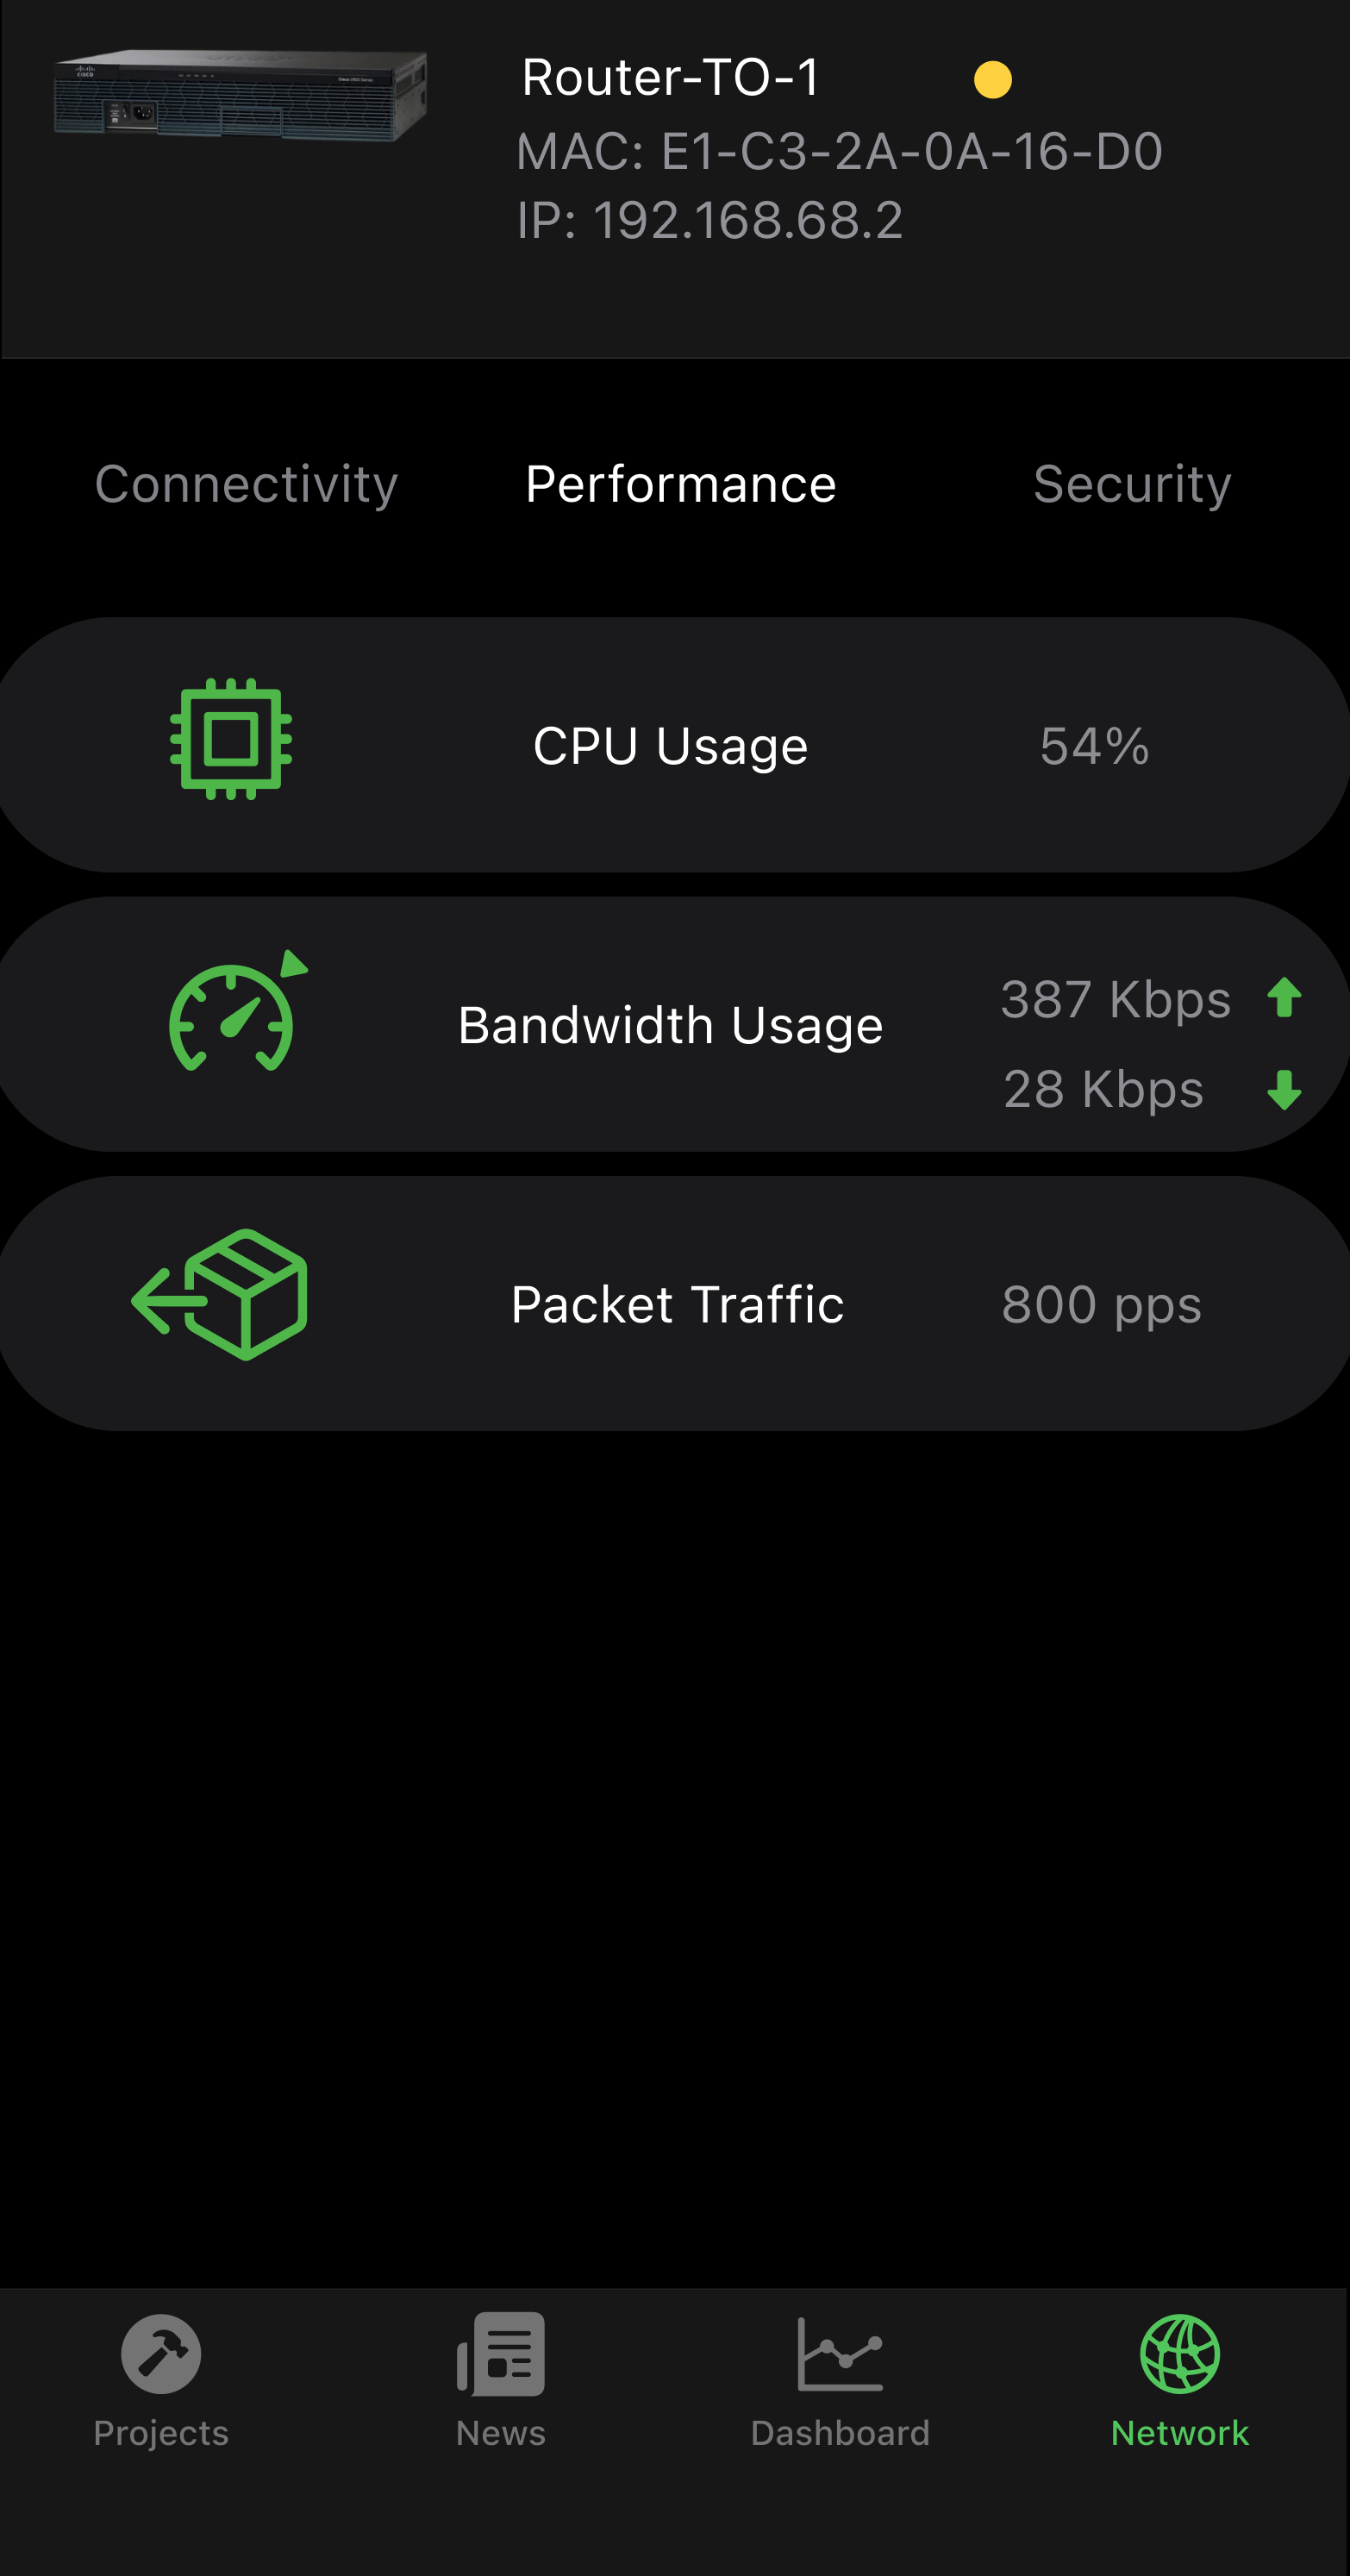 CISCO
Router-TO-1
MAC: E1-C3-2A-0A-16-D0
IP: 192.168.68.2
Connectivity
Performance
Security
CPU Usage
54%
Bandwidth Usage
387 Kbps
28 Kbps
Packet Traffic
800 pps
Projects
News
Dashboard
Network